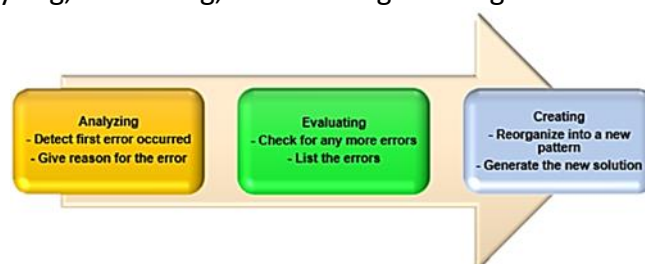 Analyzing
- Detect first error occurred
- Give reason for the error
Evaluating
- Check for any more errors
- List the errors
Creating
- Reorganize into a new
pattern
- Generate the new solution